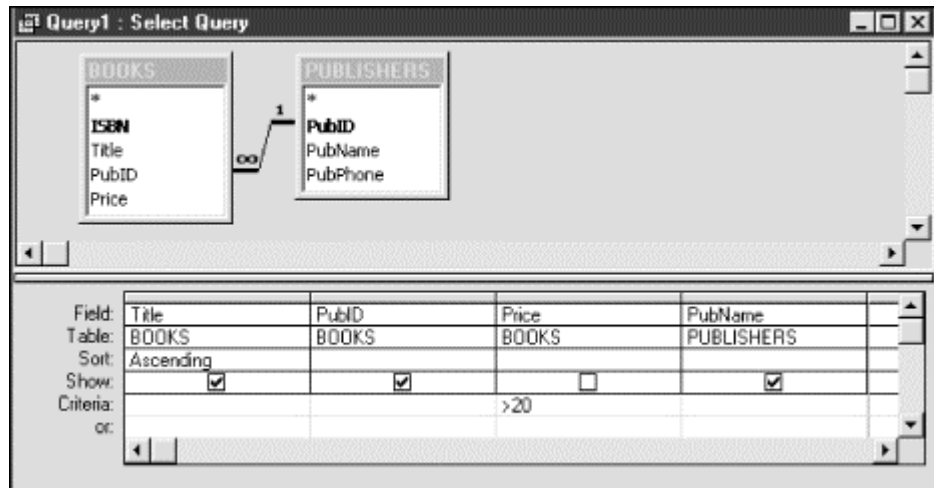 Query1 : Select Query
BOOKS
*
ISBN
Title
PubID
Price
1
∞
PUBLISHERS
*
PubID
PubName
PubPhone
Field: Title PubID Price PubName
Table: BOOKS BOOKS BOOKS PUBLISHERS
Sort: Ascending
Show:
Criteria: >20
or: